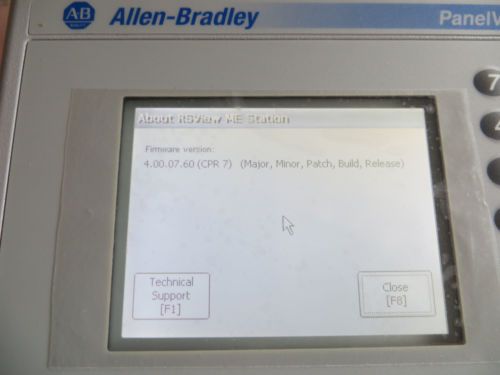 AB Allen-Bradley PanelV
7
About RSView ME Station
Firmware version:
4.00.07.60 (CPR 7) (Major, Minor, Patch, Build, Release)
Technical
Support
[F1]
Close
[F8]